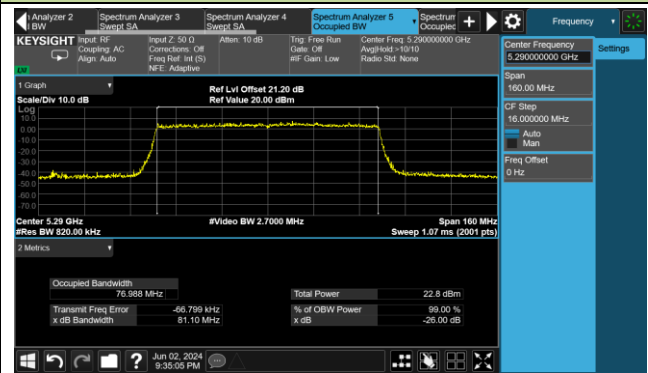 n Analyzer 2
l BW
Spectrum Analyzer 3
Swept SA
Spectrum Analyzer 4
Swept SA
Spectrum Analyzer 5
Occupied BW
Spectrum
Occupied
Frequency
KEYSIGHT
Input: RF
Coupling: AC
Align: Auto
Input Z: 50 Ω
Corrections: Off
Freq Ref: Int (S)
NFE: Adaptive
Atten: 10 dB
Trig: Free Run
Gate: Off
#IF Gain: Low
Center Freq: 5.290000000 GHz
Avg|Hold:>10/10
Radio Std: None
Center Frequency
5.29000000 GHz
Settings
Span
160.00 MHz
CF Step
16.000000 MHz
Auto
Man
Freq Offset
0 Hz
1 Graph
Scale/Div 10.0 dB
Ref Lvl Offset 21.20 dB
Ref Value 20.00 dBm
Log
10.0
0.00
-10.0
-20.0
-30.0
-40.0
-50.0
-60.0
-70.0
Center 5.29 GHz
#Res BW 820.00 kHz
#Video BW 2.7000 MHz
Span 160 MHz
Sweep 1.07 ms (2001 pts)
2 Metrics
Occupied Bandwidth
76.988 MHz
Total Power 22.8 dBm
Transmit Freq Error -66.799 kHz
% of OBW Power 99.00 %
x dB Bandwidth 81.10 MHz
x dB -26.00 dB
?
Jun 02, 2024
9:35:05 PM